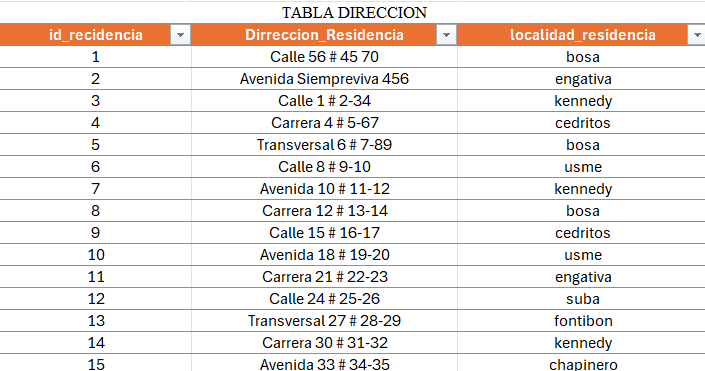 TABLA DIRECCION
id_recidencia Dirreccion_Residencia localidad_residencia
1 Calle 56 # 45 70 bosa
2 Avenida Siempreviva 456 engativa
3 Calle 1 # 2-34 kennedy
4 Carrera 4 # 5-67 cedritos
5 Transversal 6 # 7-89 bosa
6 Calle 8 # 9-10 usme
7 Avenida 10 # 11-12 kennedy
8 Carrera 12 # 13-14 bosa
9 Calle 15 # 16-17 cedritos
10 Avenida 18 # 19-20 usme
11 Carrera 21 # 22-23 engativa
12 Calle 24 # 25-26 suba
13 Transversal 27 # 28-29 fontibon
14 Carrera 30 # 31-32 kennedy
15 Avenida 33 # 34-35 chapinero